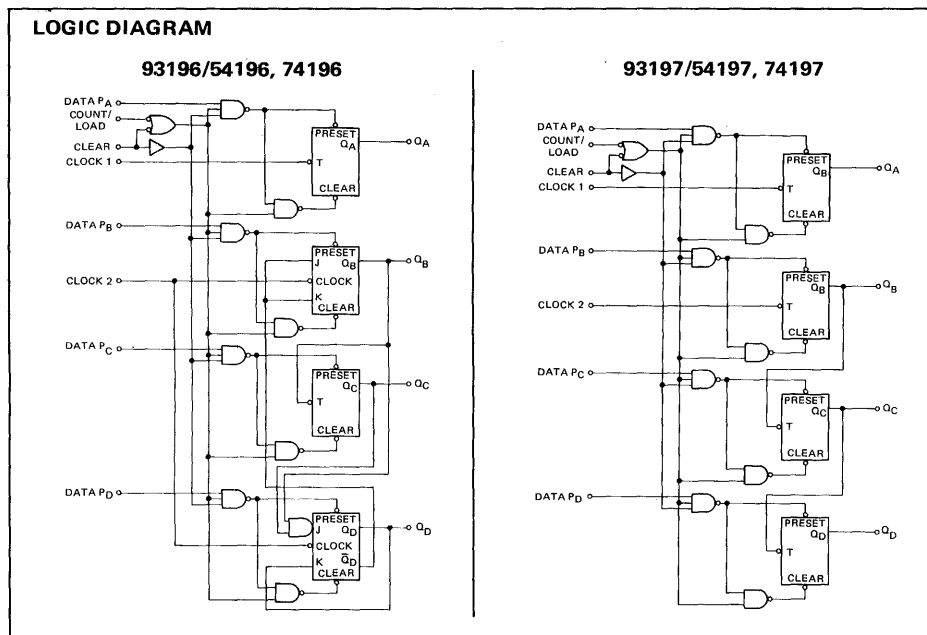 LOGIC DIAGRAM
93196/54196, 74196
DATA PA
COUNT/
LOAD
CLEAR
CLOCK 1
PRESET
QA
T
CLEAR
QA
DATA PB
CLOCK 2
PRESET
J QB
CLOCK
K
CLEAR
QB
DATA PC
PRESET
QC
T
CLEAR
QC
DATA PD
PRESET
J QD
CLOCK
K Q̅D
CLEAR
QD
93197/54197, 74197
DATA PA
COUNT/
LOAD
CLEAR
CLOCK 1
PRESET
QB
T
CLEAR
QA
DATA PB
CLOCK 2
PRESET
QB
T
CLEAR
QB
DATA PC
PRESET
QC
T
CLEAR
QC
DATA PD
PRESET
QD
T
CLEAR
QD